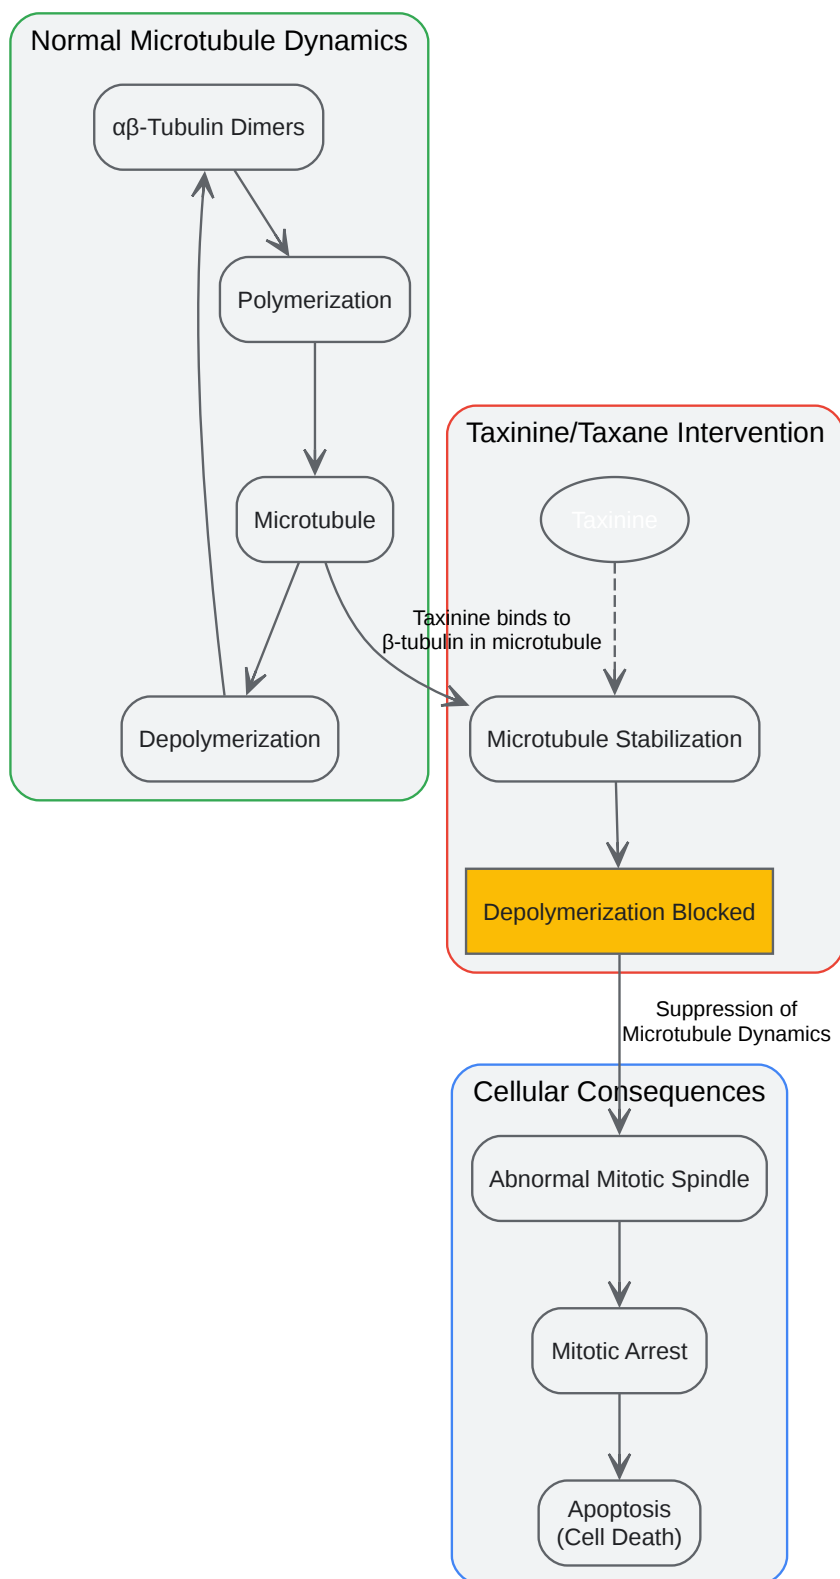 Normal Microtubule Dynamics
αβ-Tubulin Dimers
Polymerization
Microtubule
Depolymerization
Taxinine/Taxane Intervention
Taxinine
Taxinine binds to
β-tubulin in microtubule
Microtubule Stabilization
Depolymerization Blocked
Suppression of
Microtubule Dynamics
Cellular Consequences
Abnormal Mitotic Spindle
Mitotic Arrest
Apoptosis
(Cell Death)